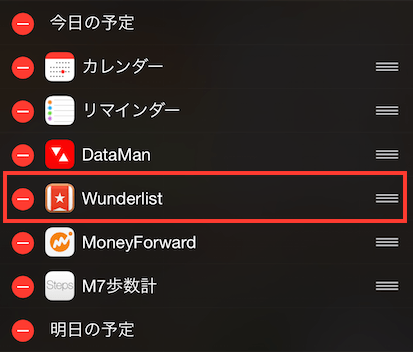 今日の予定
カレンダー
リマインダー
DataMan
Wunderlist
MoneyForward
Steps M7歩数計
明日の予定